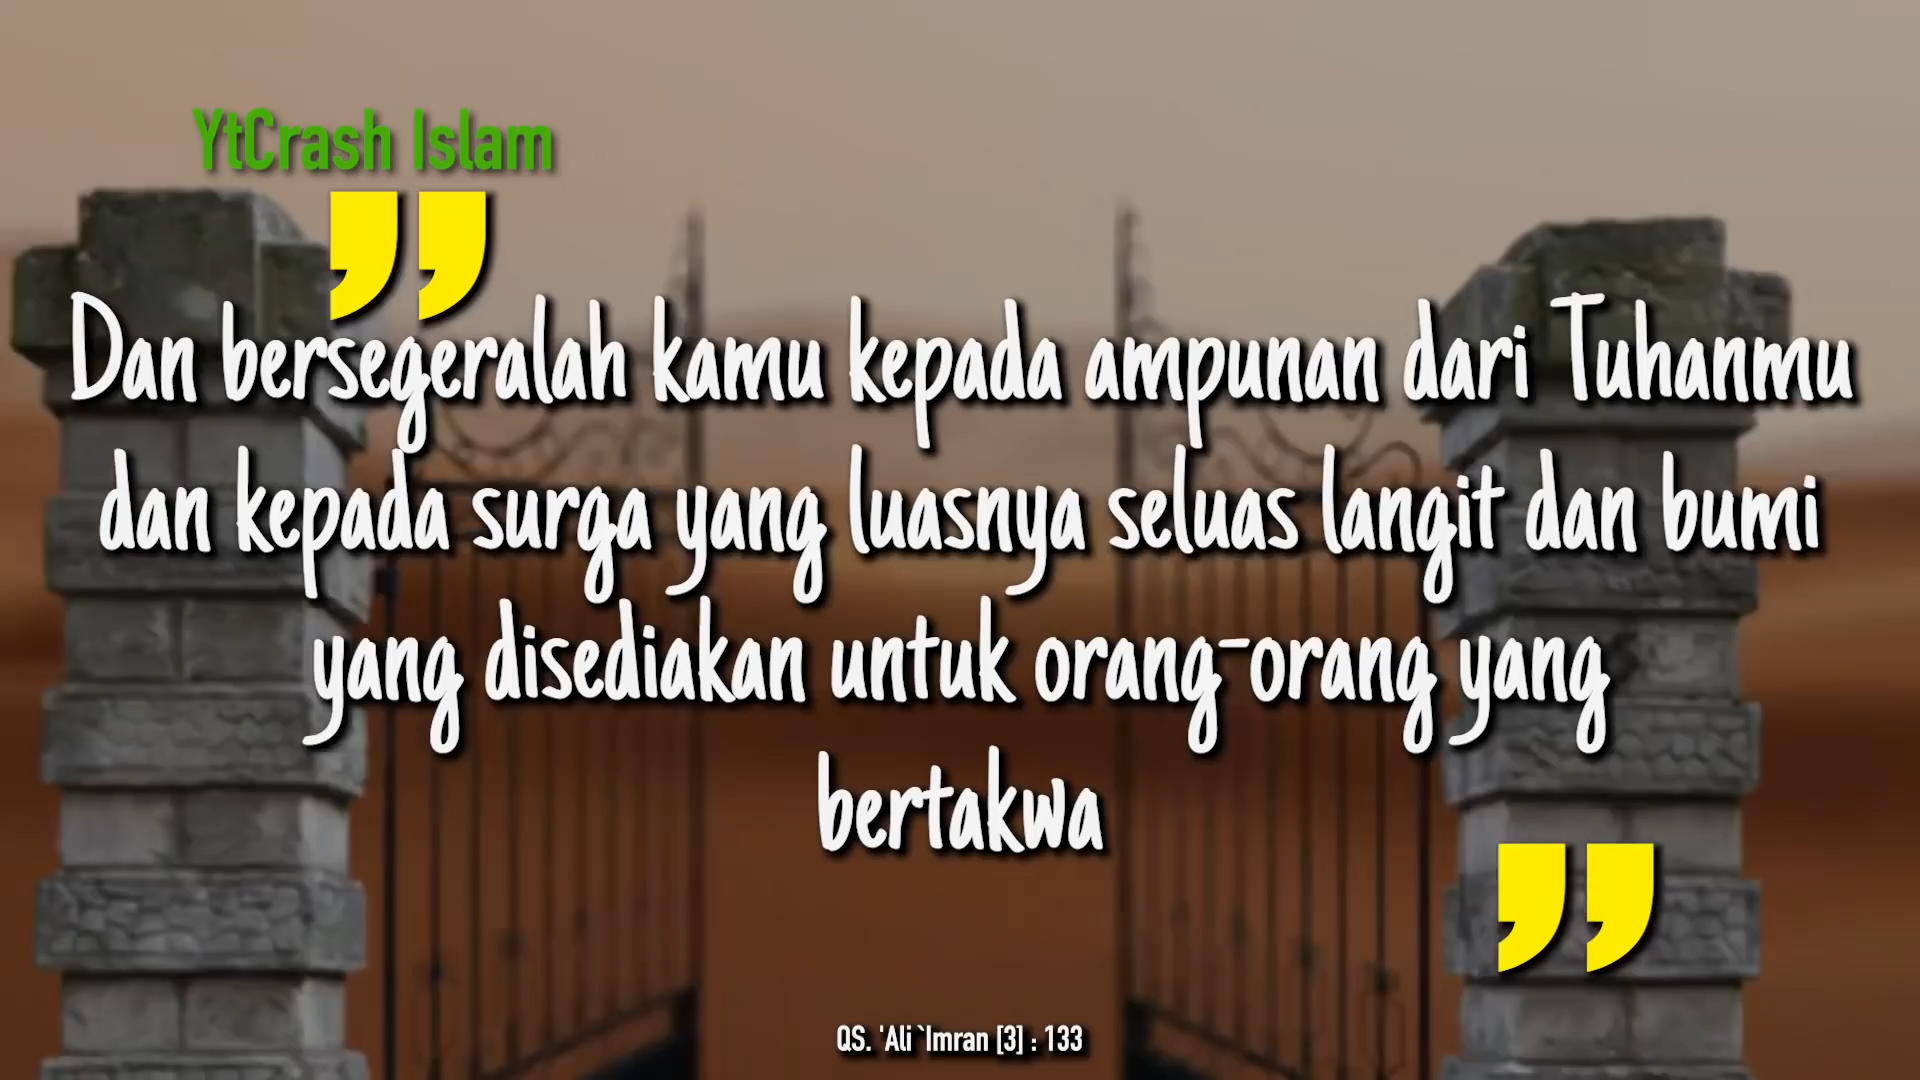 YtCrash Islam
”
Dan bersegeralah kamu kepada ampunan dari Tuhanmu
dan kepada surga yang luasnya seluas langit dan bumi
yang disediakan untuk orang-orang yang
bertakwa
”
QS. 'Ali `Imran [3] : 133